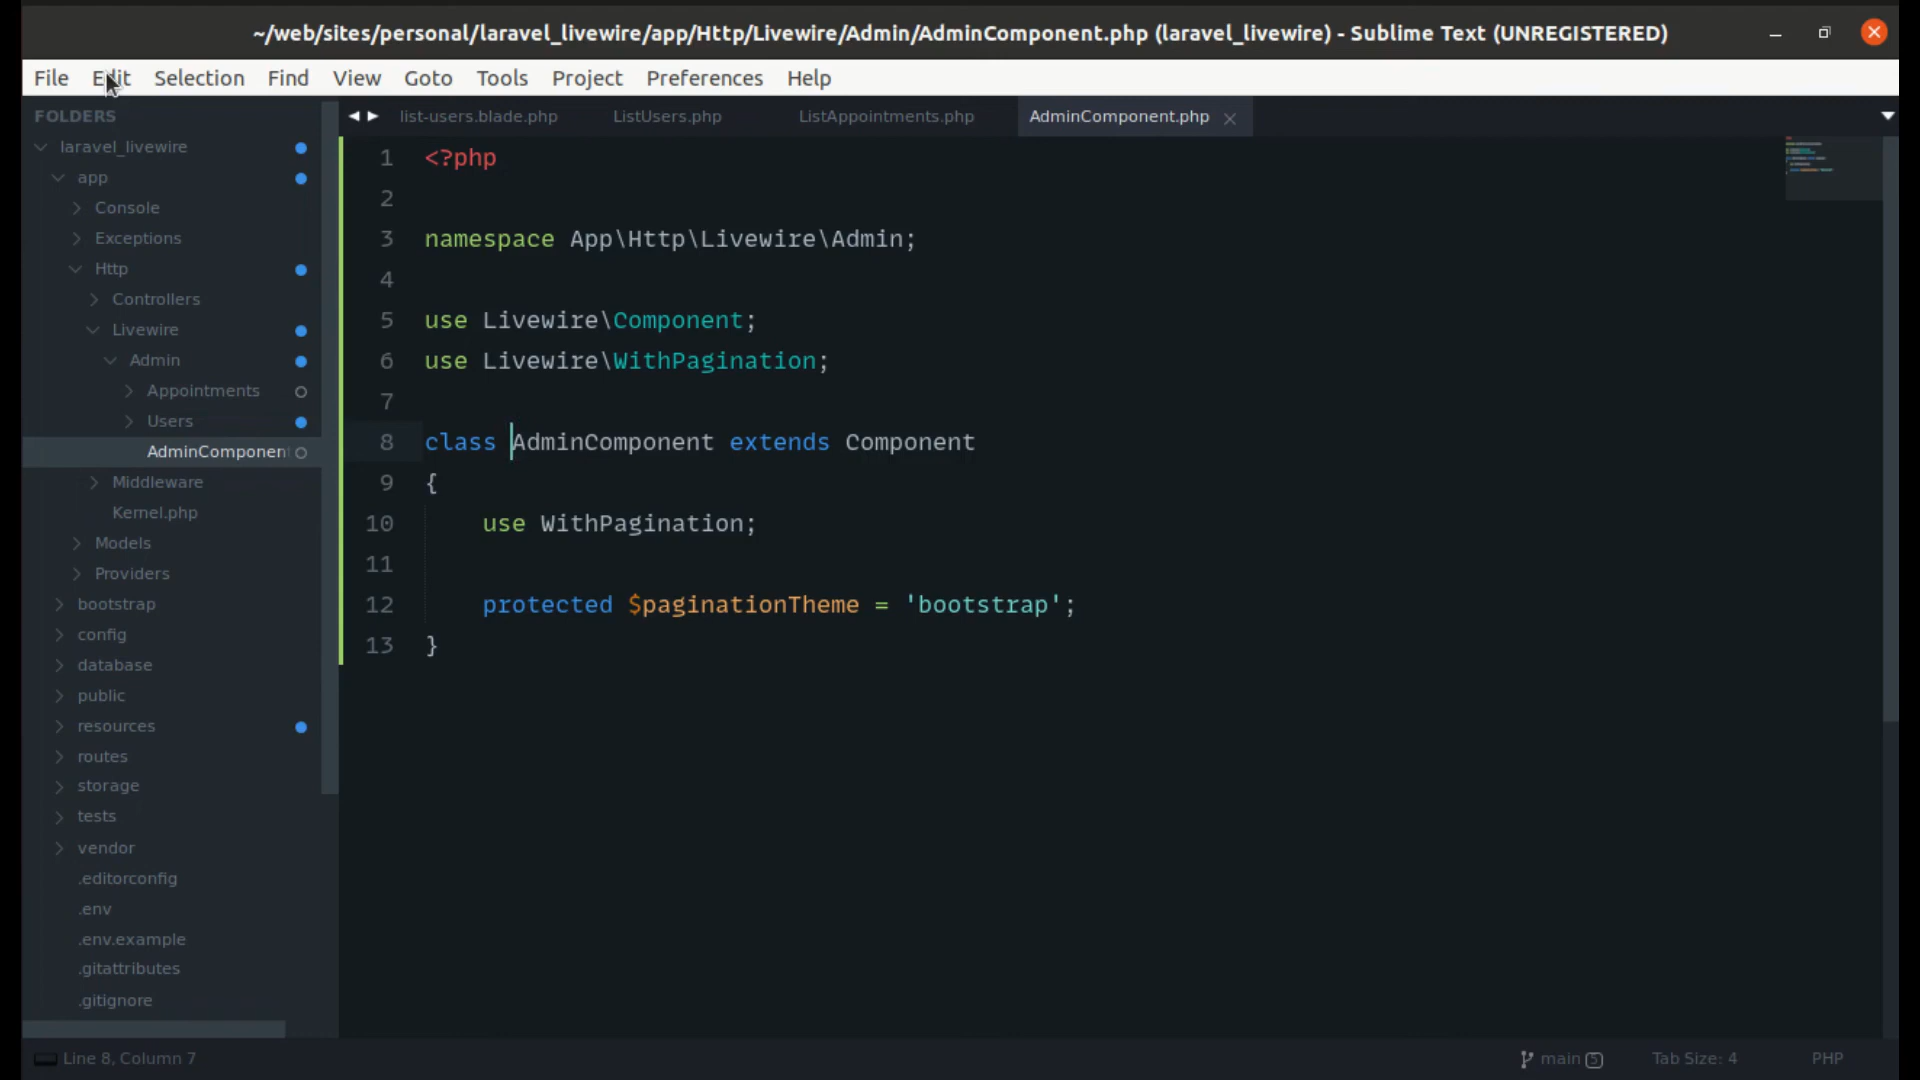 ~/web/sites/personal/laravel_livewire/app/Http/Livewire/Admin/AdminComponent.php (laravel_livewire) - Sublime Text (UNREGISTERED)
File Edit Selection Find View Goto Tools Project Preferences Help
FOLDERS
laravel_livewire
app
Console
Exceptions
Http
Controllers
Livewire
Admin
Appointments
Users
AdminComponen
Middleware
Kernel.php
Models
Providers
bootstrap
config
database
public
resources
routes
storage
tests
vendor
.editorconfig
.env
.env.example
.gitattributes
.gitignore
list-users.blade.php ListUsers.php ListAppointments.php AdminComponent.php
1 <?php
2
3 namespace App\Http\Livewire\Admin;
4
5 use Livewire\Component;
6 use Livewire\WithPagination;
7
8 class AdminComponent extends Component
9 {
10 use WithPagination;
11
12 protected $paginationTheme = 'bootstrap';
13 }
Line 8, Column 7 main 5 Tab Size: 4 PHP